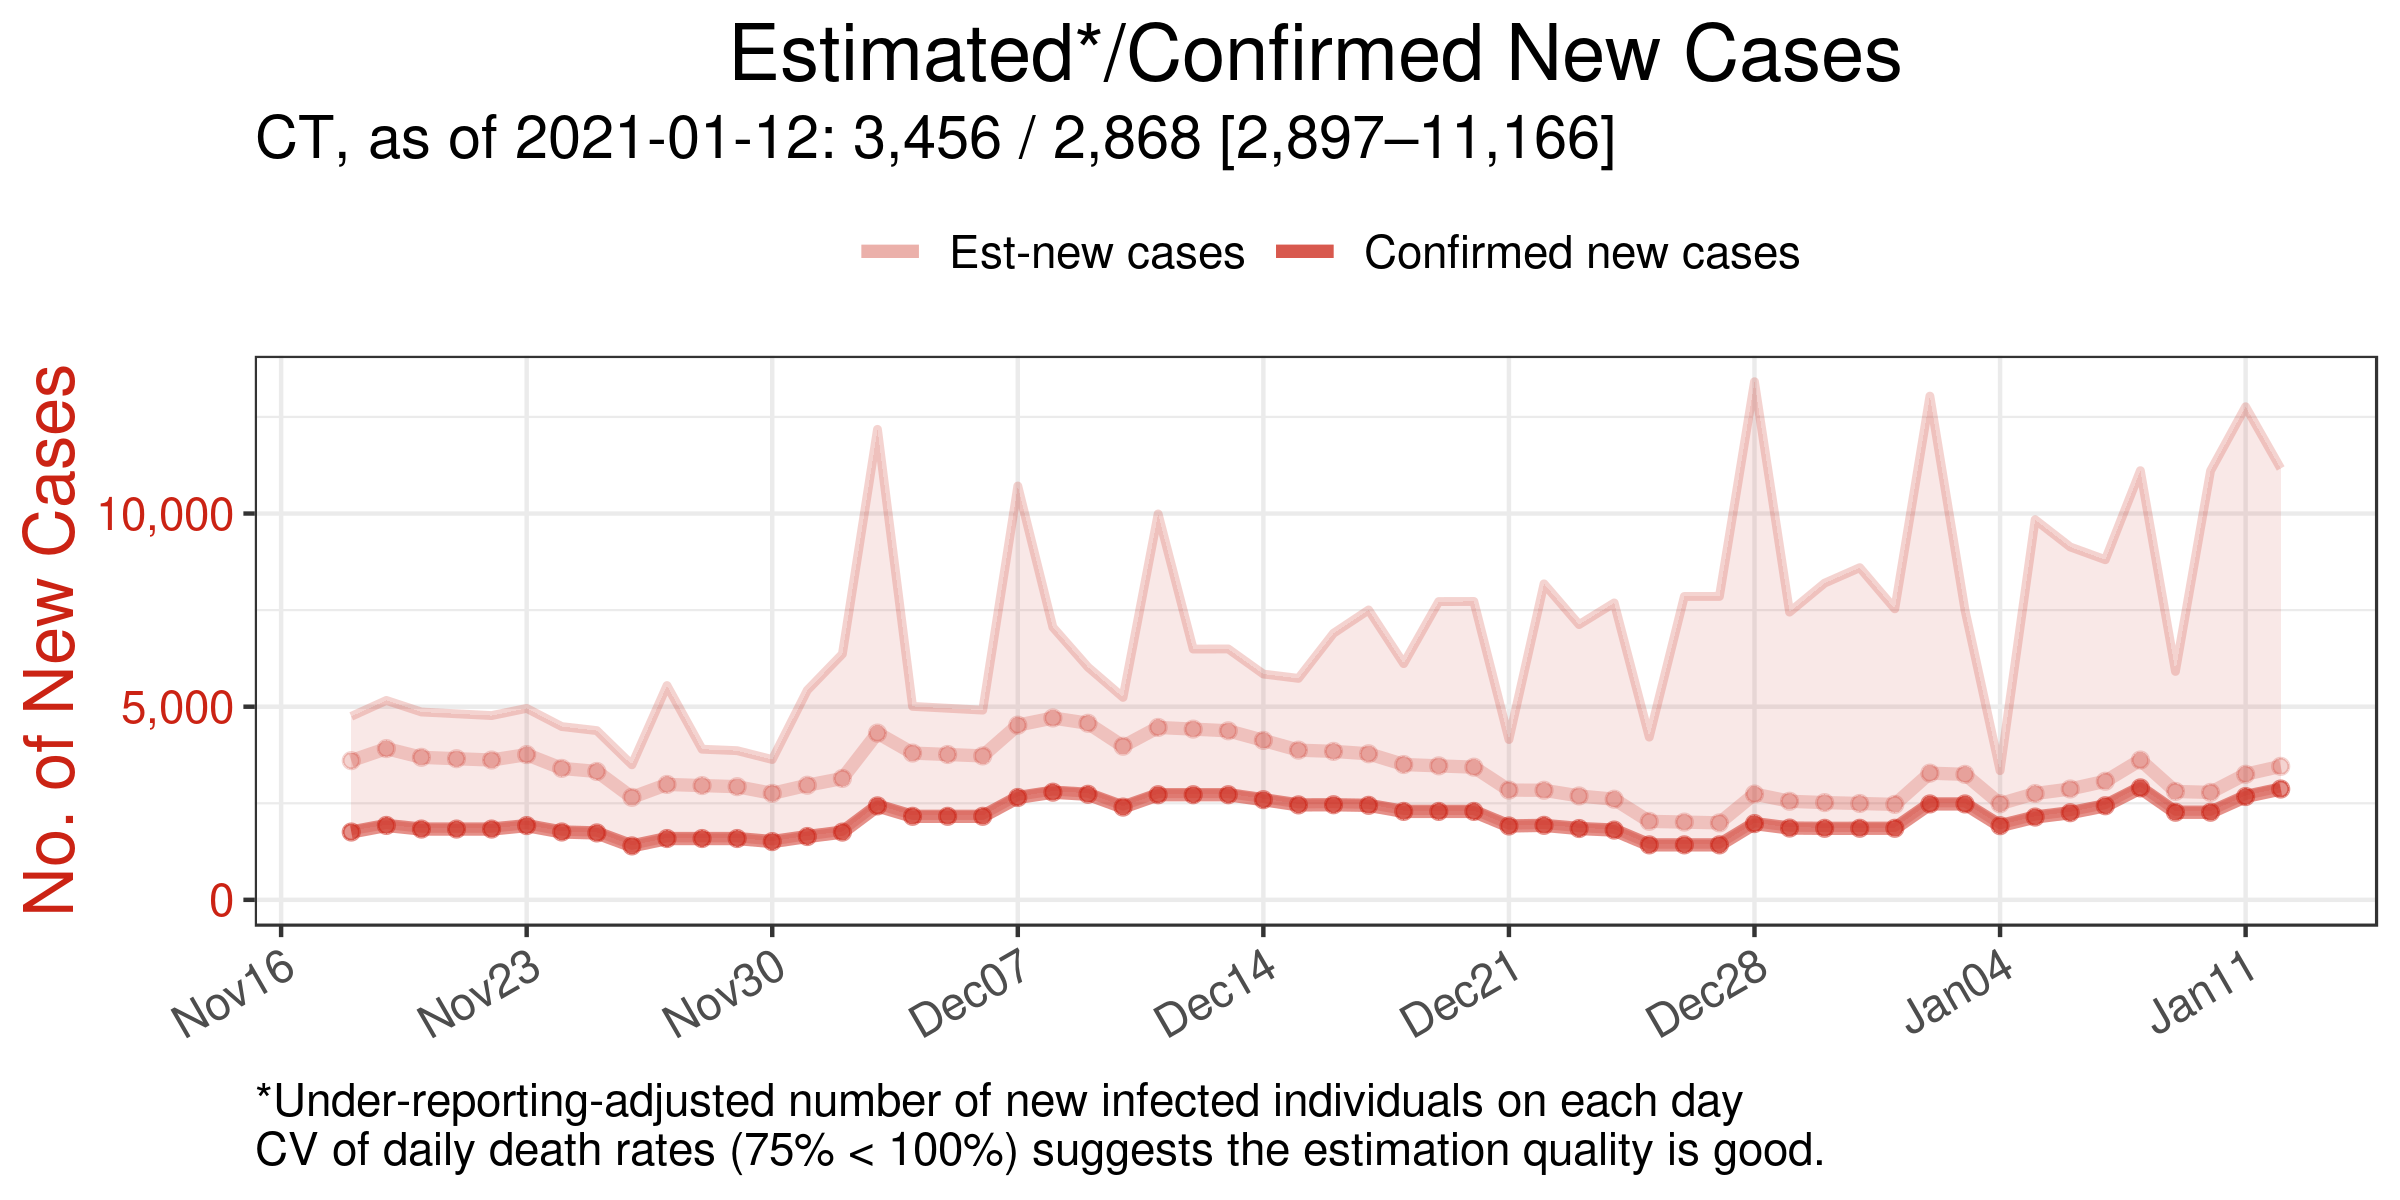 Estimated*/Confirmed New Cases
CT, as of 2021-01-12: 3,456 / 2,868 [2,897–11,166]
Est-new cases Confirmed new cases
No. of New Cases
10,000
5,000
0
Nov16 Nov23 Nov30 Dec07 Dec14 Dec21 Dec28 Jan04 Jan11
*Under-reporting-adjusted number of new infected individuals on each day
CV of daily death rates (75% < 100%) suggests the estimation quality is good.